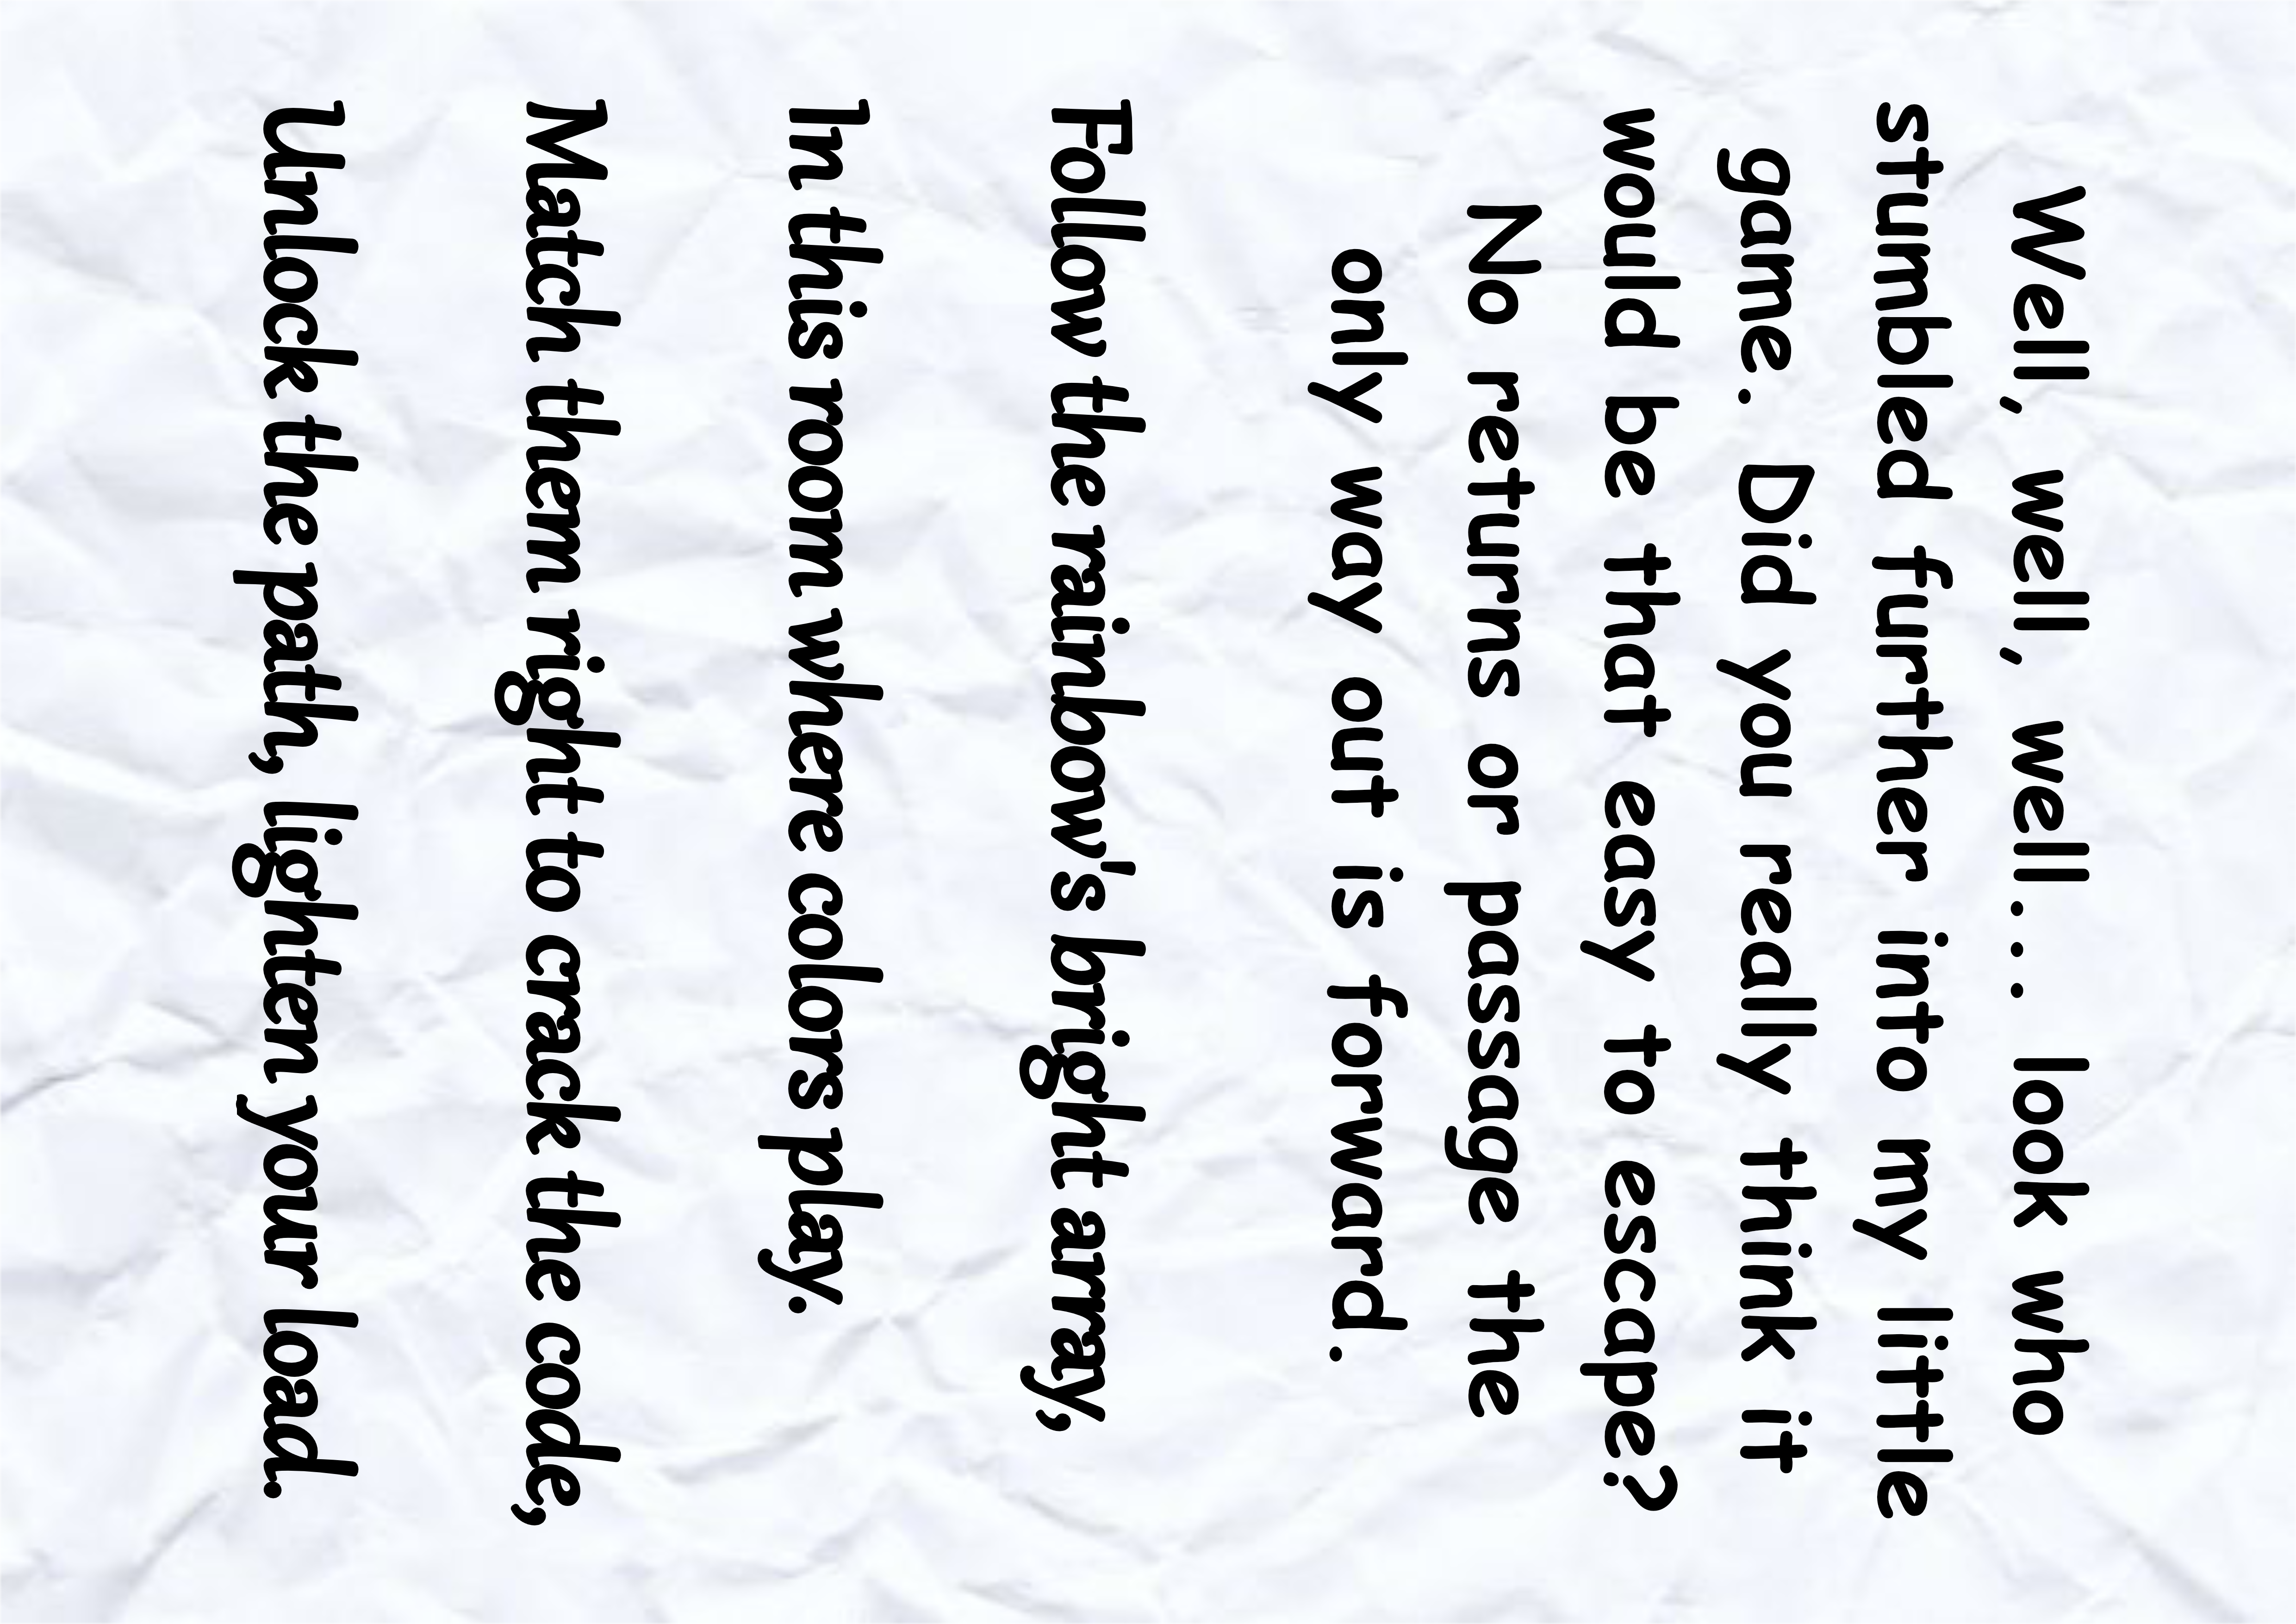 Well, well, well... look who
stumbled further into my little
game. Did you really think it
would be that easy to escape?
No returns or passage the
only way out is forward.
Follow the rainbow's bright array,
In this room where colors play.
Match them right to crack the code,
Unlock the path, lighten your load.